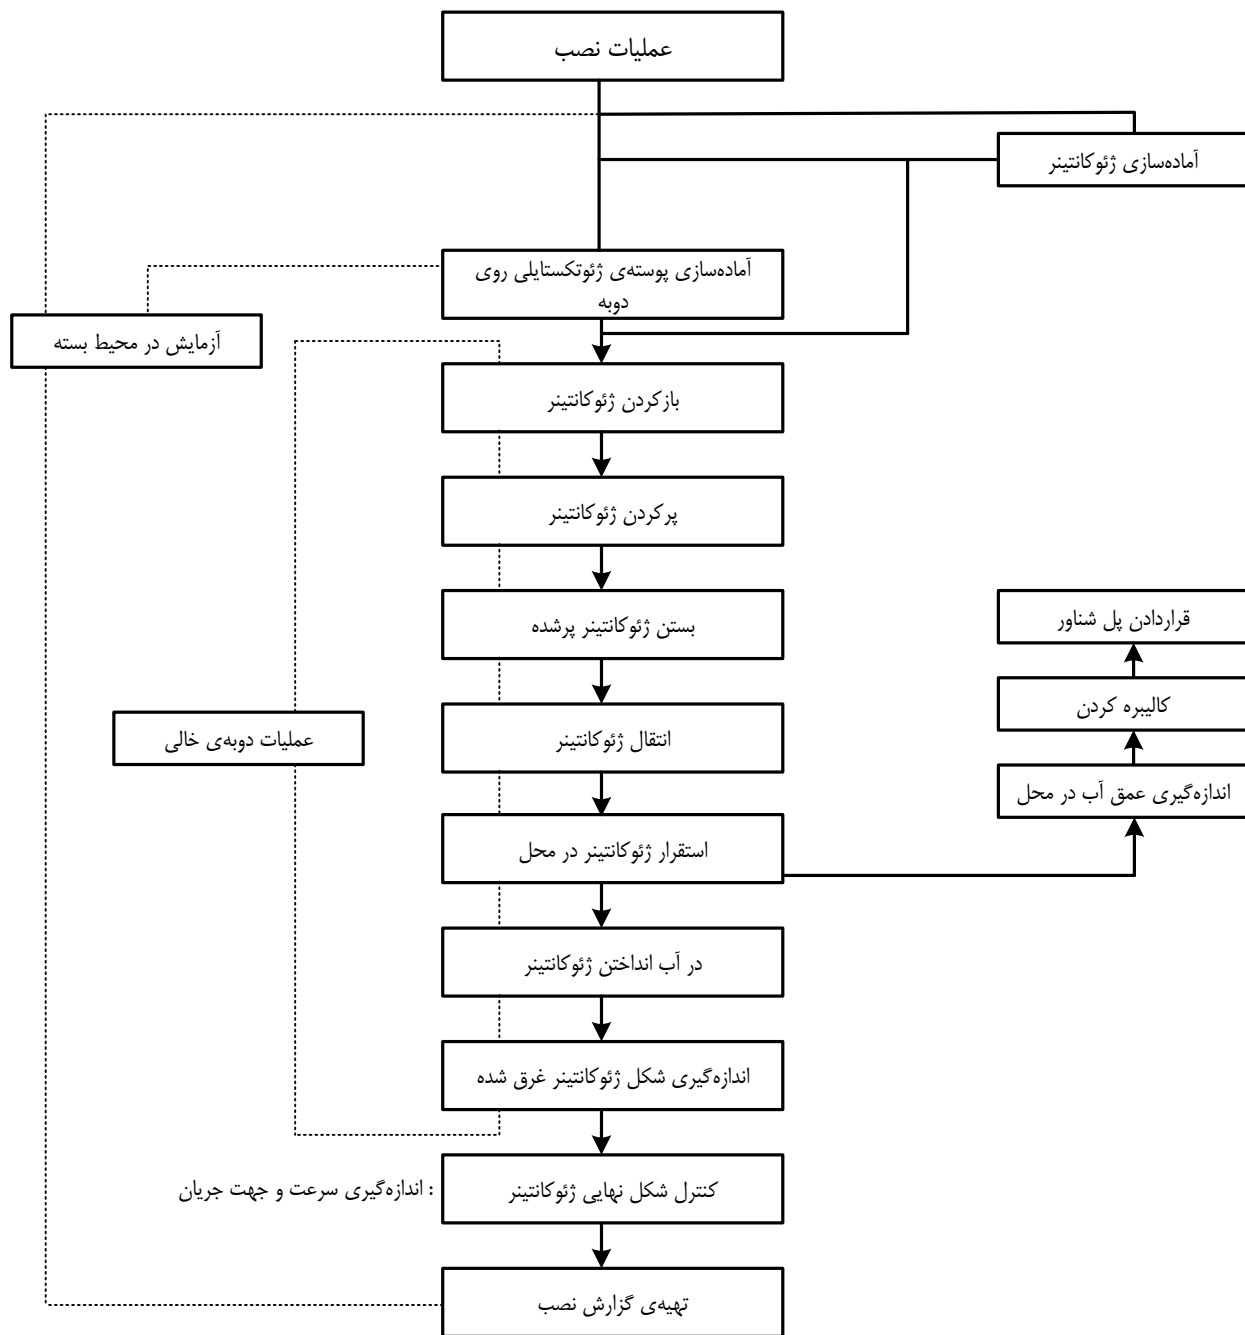 عملیات نصب
آماده‌سازی ژئوکانتینر
آماده‌سازی پوسته‌ی ژئوتکستایلی روی
دوبه
آزمایش در محیط بسته
بازکردن ژئوکانتینر
پرکردن ژئوکانتینر
بستن ژئوکانتینر پرشده
قراردادن پل شناور
کالیبره کردن
انتقال ژئوکانتینر
عملیات دوبه‌ی خالی
اندازه‌گیری عمق آب در محل
استقرار ژئوکانتینر در محل
در آب انداختن ژئوکانتینر
اندازه‌گیری شکل ژئوکانتینر غرق شده
کنترل شکل نهایی ژئوکانتینر
: اندازه‌گیری سرعت و جهت جریان
تهیه‌ی گزارش نصب